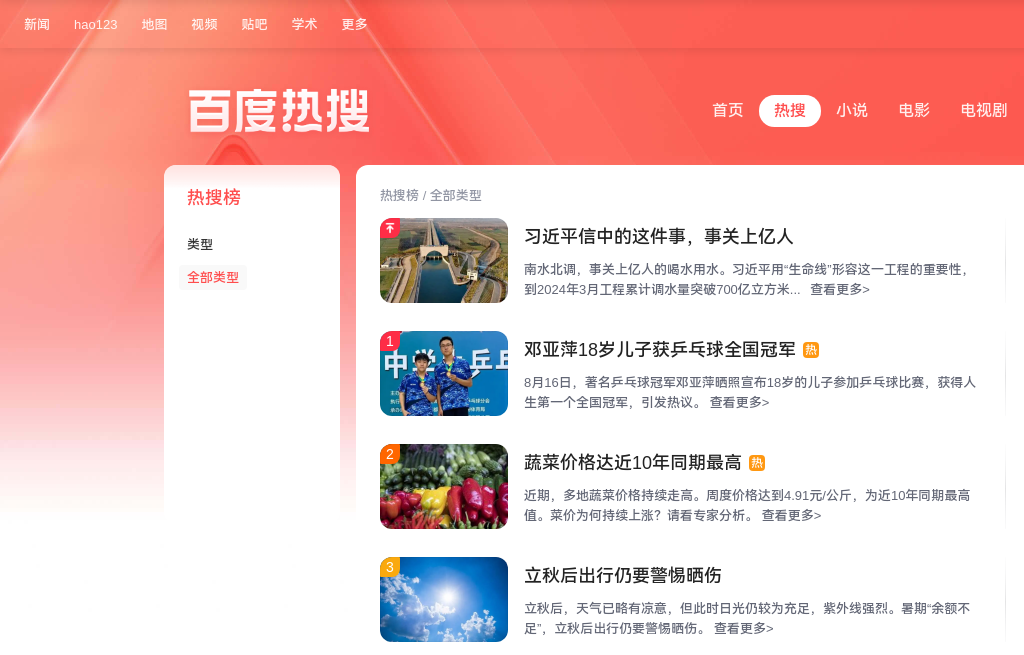 新闻 hao123 地图 视频 贴吧 学术 更多
百度热搜
首页 热搜 小说 电影 电视剧
热搜榜
类型
全部类型
热搜榜 / 全部类型
习近平信中的这件事，事关上亿人
南水北调，事关上亿人的喝水用水。习近平用“生命线”形容这一工程的重要性，
到2024年3月工程累计调水量突破700亿立方米... 查看更多>
1
中学 乒乓
邓亚萍18岁儿子获乒乓球全国冠军 热
8月16日，著名乒乓球冠军邓亚萍晒照宣布18岁的儿子参加乒乓球比赛，获得人
生第一个全国冠军，引发热议。 查看更多>
2
蔬菜价格达近10年同期最高 热
近期，多地蔬菜价格持续走高。周度价格达到4.91元/公斤，为近10年同期最高
值。菜价为何持续上涨？请看专家分析。 查看更多>
3
立秋后出行仍要警惕晒伤
立秋后，天气已略有凉意，但此时日光仍较为充足，紫外线强烈。暑期“余额不
足”，立秋后出行仍要警惕晒伤。 查看更多>